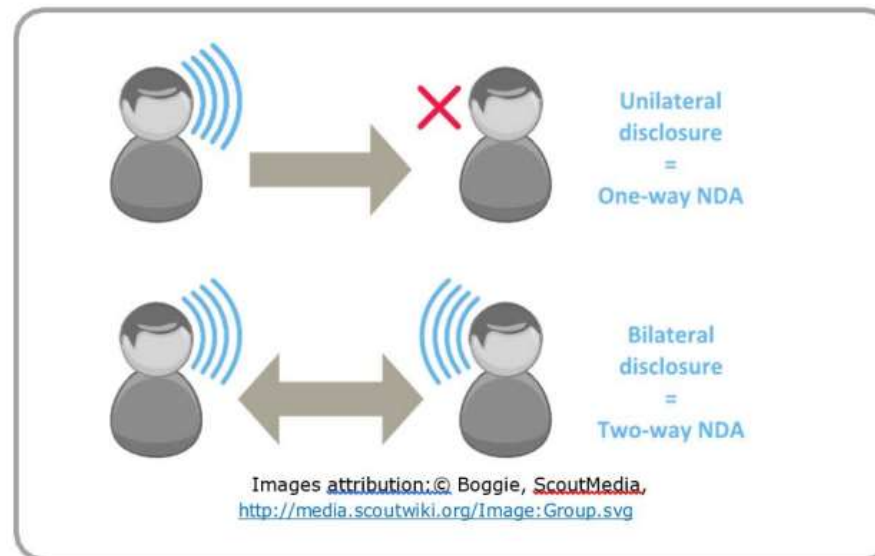 Unilateral
disclosure
=
One-way NDA
Bilateral
disclosure
=
Two-way NDA
Images attribution:© Boggie, ScoutMedia,
http://media.scoutwiki.org/Image:Group.svg